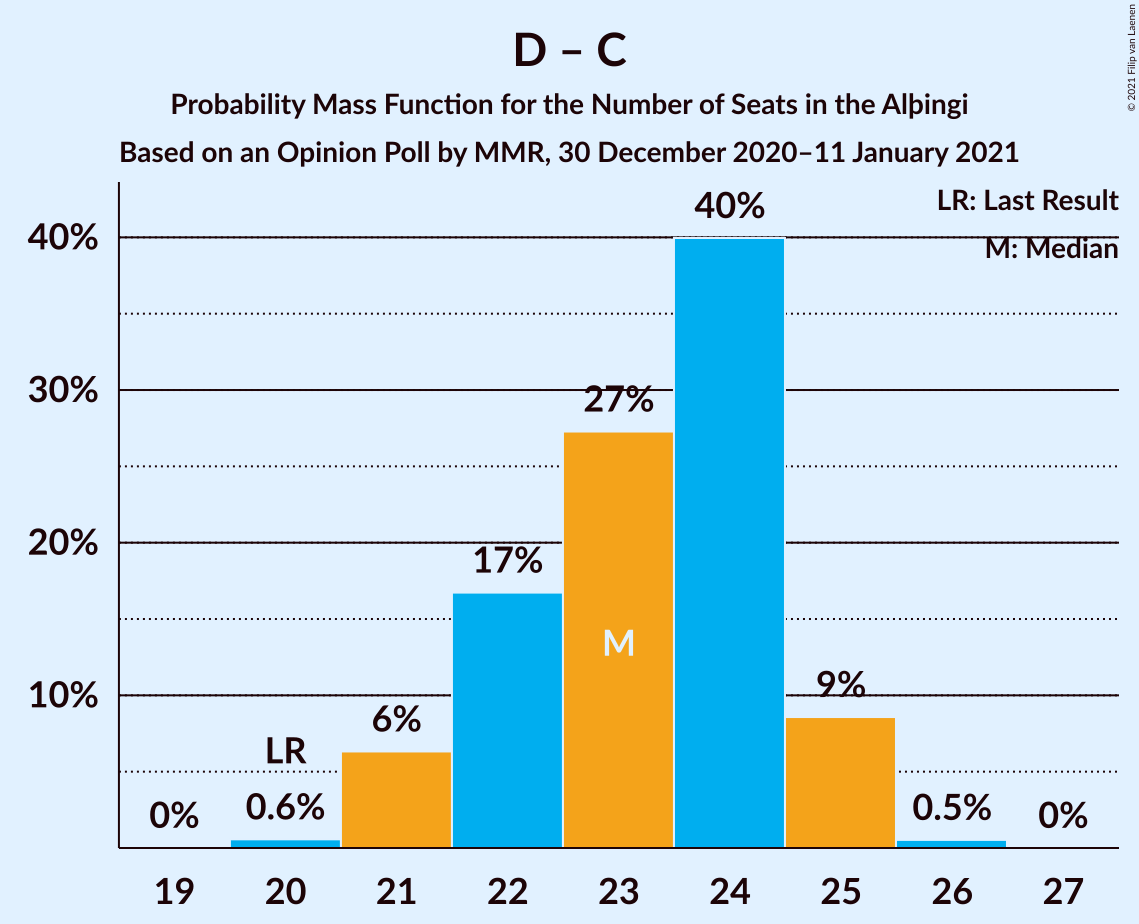 D – C
Probability Mass Function for the Number of Seats in the Alþingi
Based on an Opinion Poll by MMR, 30 December 2020–11 January 2021
© 2021 Filip van Laenen
LR: Last Result
M: Median
40%
30%
20%
10%
0%
LR
0.6%
6%
17%
27%
M
40%
9%
0.5%
0%
19 20 21 22 23 24 25 26 27